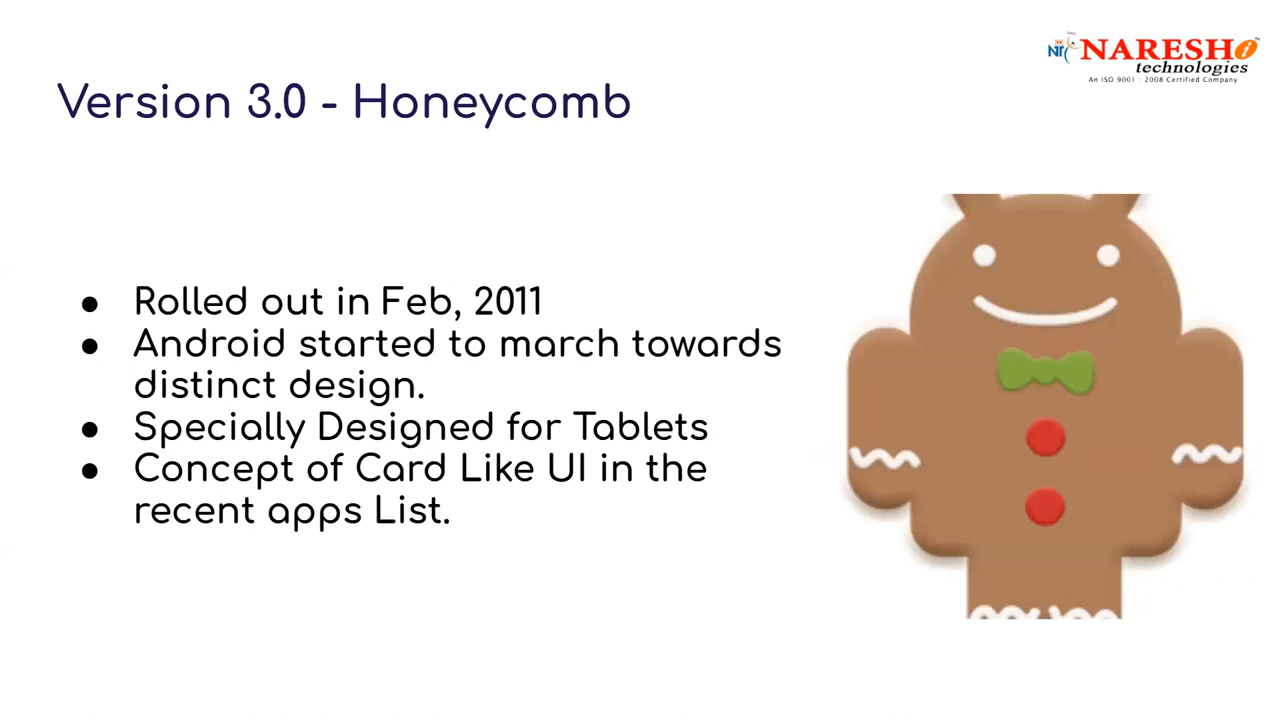 NARESH i
technologies
An ISO 9001 : 2008 Certified Company
Version 3.0 - Honeycomb
● Rolled out in Feb, 2011
● Android started to march towards
distinct design.
● Specially Designed for Tablets
● Concept of Card Like UI in the
recent apps List.